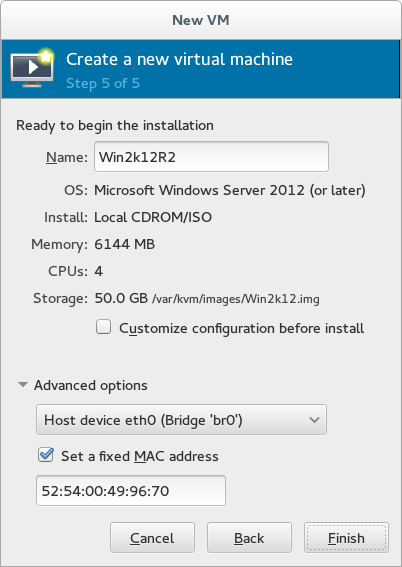 New VM
Create a new virtual machine
Step 5 of 5
Ready to begin the installation
Name: Win2k12R2
OS: Microsoft Windows Server 2012 (or later)
Install: Local CDROM/ISO
Memory: 6144 MB
CPUs: 4
Storage: 50.0 GB /var/kvm/images/Win2k12.img
Customize configuration before install
Advanced options
Host device eth0 (Bridge 'br0')
Set a fixed MAC address
52:54:00:49:96:70
Cancel Back Finish